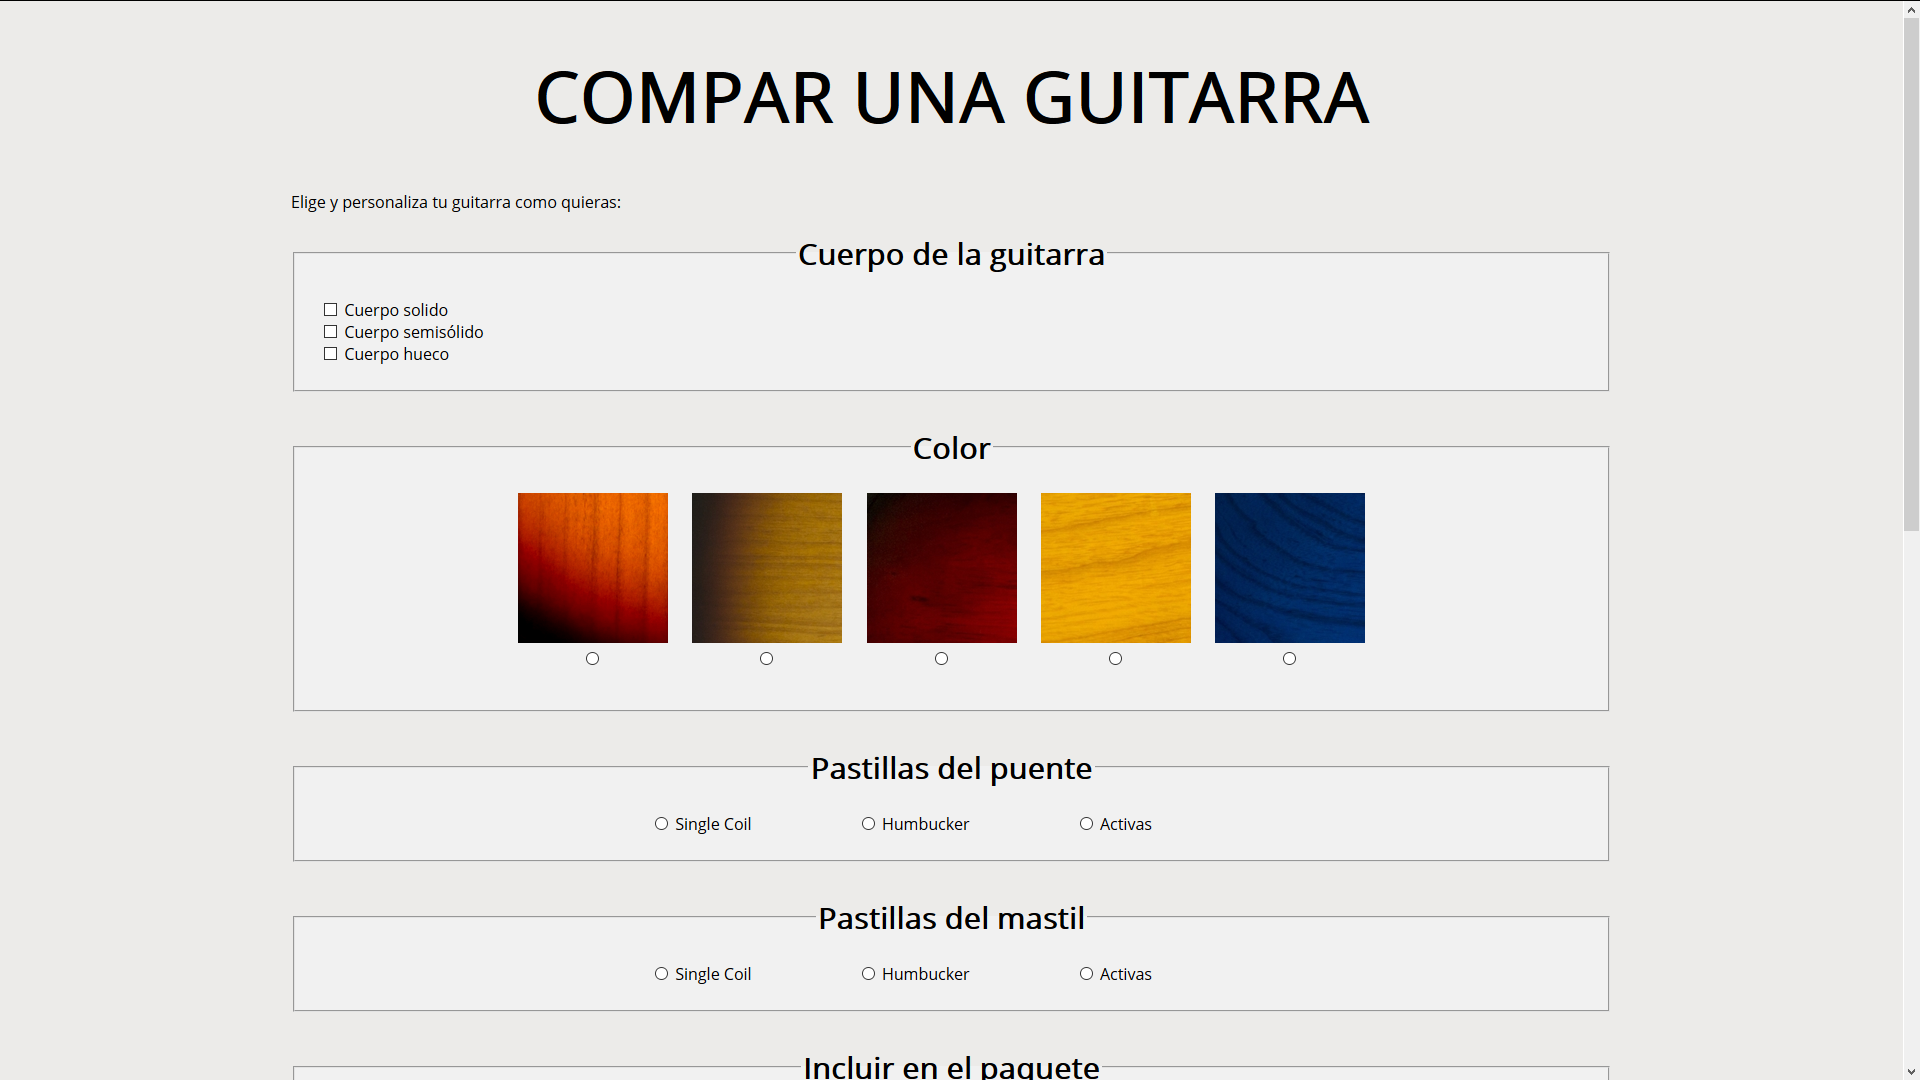 COMPAR UNA GUITARRA
Elige y personaliza tu guitarra como quieras:
Cuerpo de la guitarra
Cuerpo solido
Cuerpo semisólido
Cuerpo hueco
Color
Pastillas del puente
Single Coil Humbucker Activas
Pastillas del mastil
Single Coil Humbucker Activas
Incluir en el paquete